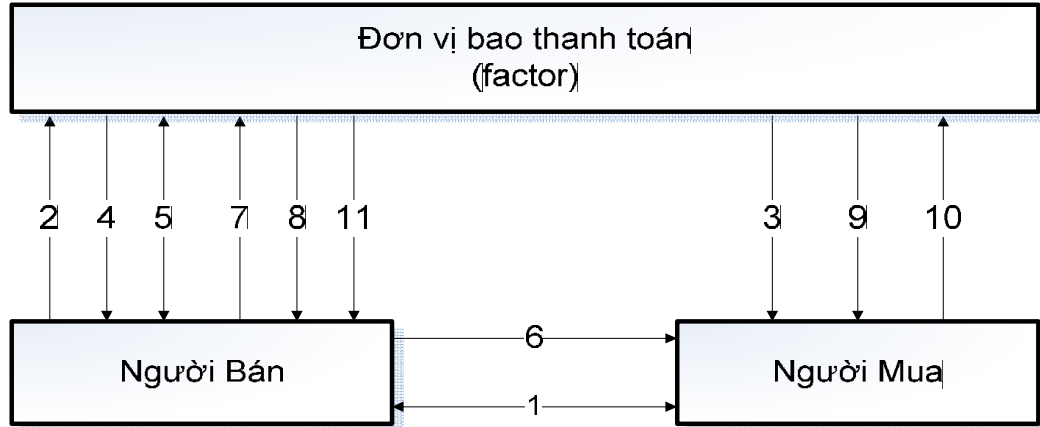 Đơn vị bao thanh toán
(factor)
2 4 5 7 8 11 3 9 10
6
Người Bán Người Mua
1